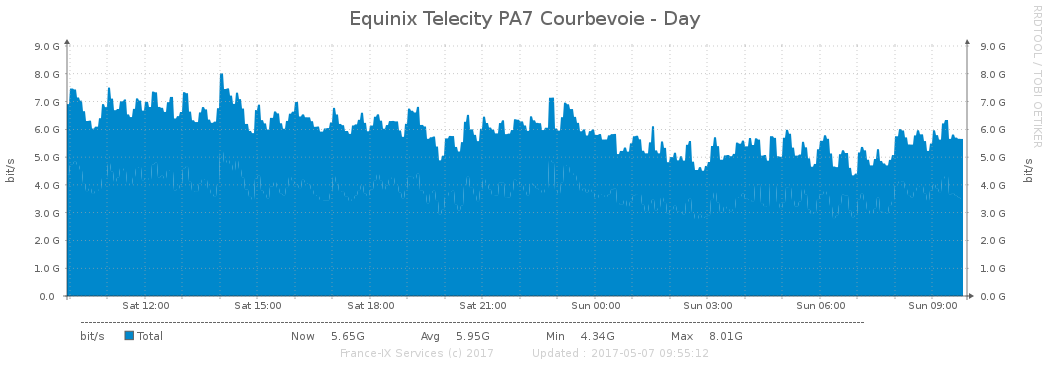 Equinix Telecity PA7 Courbevoie - Day
RRDTOOL / TOBI OETIKER
9.0 G 9.0 G
8.0 G 8.0 G
7.0 G 7.0 G
6.0 G 6.0 G
5.0 G 5.0 G
4.0 G 4.0 G
3.0 G 3.0 G
2.0 G 2.0 G
1.0 G 1.0 G
0.0 0.0 G
bit/s
bit/s
Sat 12:00 Sat 15:00 Sat 18:00 Sat 21:00 Sun 00:00 Sun 03:00 Sun 06:00 Sun 09:00
bit/s Total Now 5.65G Avg 5.95G Min 4.34G Max 8.01G
France-IX Services (c) 2017 Updated : 2017-05-07 09:55:12